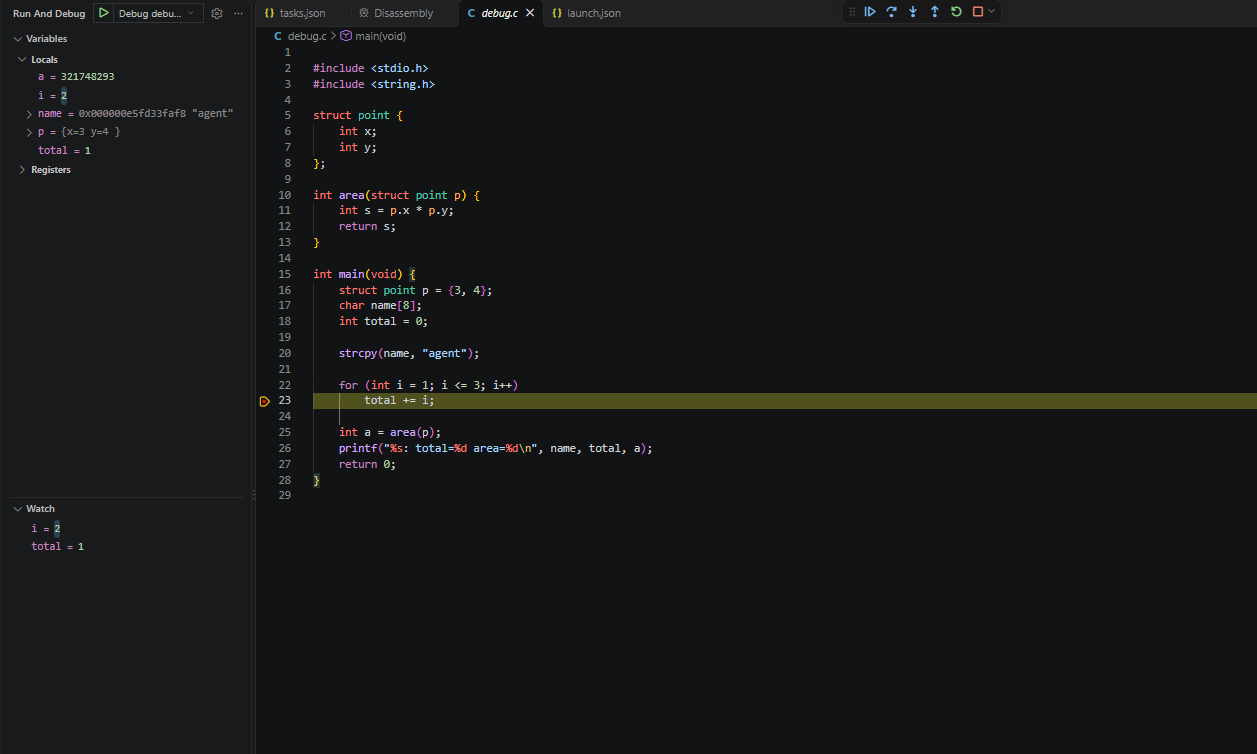 Run And Debug Debug debu...
Variables
Locals
a = 321748293
i = 2
name = 0x000000e5fd33faf8 "agent"
p = {x=3 y=4 }
total = 1
Registers
Watch
i = 2
total = 1
{} tasks.json Disassembly C debug.c {} launch.json
C debug.c > main(void)
1
2 #include <stdio.h>
3 #include <string.h>
4
5 struct point {
6 int x;
7 int y;
8 };
9
10 int area(struct point p) {
11 int s = p.x * p.y;
12 return s;
13 }
14
15 int main(void) {
16 struct point p = {3, 4};
17 char name[8];
18 int total = 0;
19
20 strcpy(name, "agent");
21
22 for (int i = 1; i <= 3; i++)
23 total += i;
24
25 int a = area(p);
26 printf("%s: total=%d area=%d\n", name, total, a);
27 return 0;
28 }
29